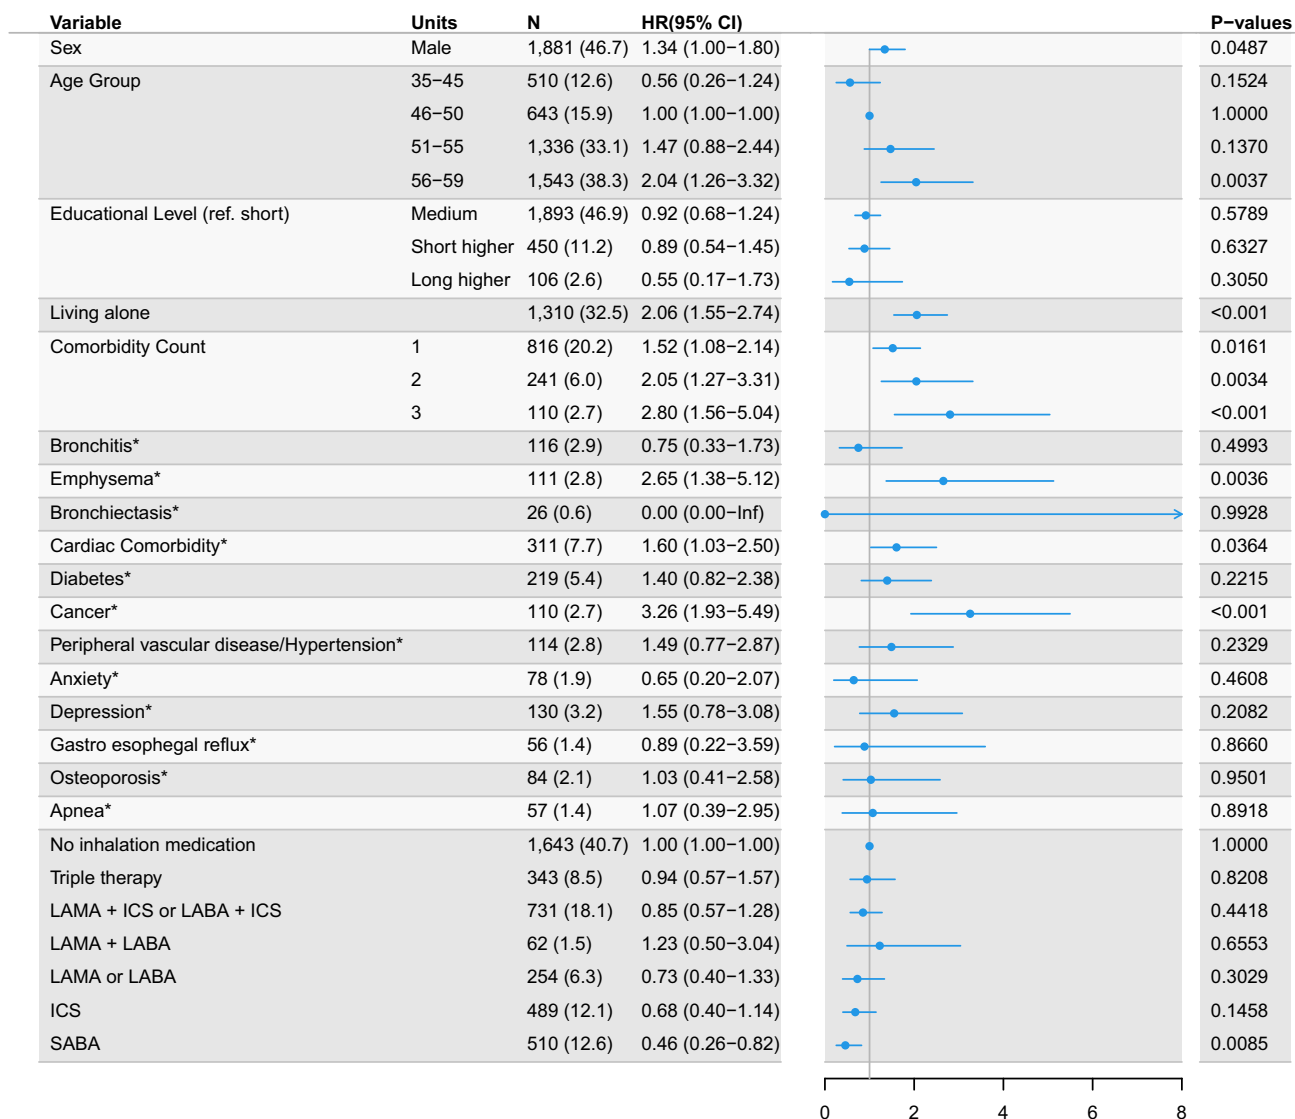 Variable Units N HR(95% CI) P−values
Sex Male 1,881 (46.7) 1.34 (1.00−1.80) 0.0487
Age Group 35−45 510 (12.6) 0.56 (0.26−1.24) 0.1524
46−50 643 (15.9) 1.00 (1.00−1.00) 1.0000
51−55 1,336 (33.1) 1.47 (0.88−2.44) 0.1370
56−59 1,543 (38.3) 2.04 (1.26−3.32) 0.0037
Educational Level (ref. short) Medium 1,893 (46.9) 0.92 (0.68−1.24) 0.5789
Short higher 450 (11.2) 0.89 (0.54−1.45) 0.6327
Long higher 106 (2.6) 0.55 (0.17−1.73) 0.3050
Living alone 1,310 (32.5) 2.06 (1.55−2.74) <0.001
Comorbidity Count 1 816 (20.2) 1.52 (1.08−2.14) 0.0161
2 241 (6.0) 2.05 (1.27−3.31) 0.0034
3 110 (2.7) 2.80 (1.56−5.04) <0.001
Bronchitis* 116 (2.9) 0.75 (0.33−1.73) 0.4993
Emphysema* 111 (2.8) 2.65 (1.38−5.12) 0.0036
Bronchiectasis* 26 (0.6) 0.00 (0.00−Inf) 0.9928
Cardiac Comorbidity* 311 (7.7) 1.60 (1.03−2.50) 0.0364
Diabetes* 219 (5.4) 1.40 (0.82−2.38) 0.2215
Cancer* 110 (2.7) 3.26 (1.93−5.49) <0.001
Peripheral vascular disease/Hypertension* 114 (2.8) 1.49 (0.77−2.87) 0.2329
Anxiety* 78 (1.9) 0.65 (0.20−2.07) 0.4608
Depression* 130 (3.2) 1.55 (0.78−3.08) 0.2082
Gastro esophegal reflux* 56 (1.4) 0.89 (0.22−3.59) 0.8660
Osteoporosis* 84 (2.1) 1.03 (0.41−2.58) 0.9501
Apnea* 57 (1.4) 1.07 (0.39−2.95) 0.8918
No inhalation medication 1,643 (40.7) 1.00 (1.00−1.00) 1.0000
Triple therapy 343 (8.5) 0.94 (0.57−1.57) 0.8208
LAMA + ICS or LABA + ICS 731 (18.1) 0.85 (0.57−1.28) 0.4418
LAMA + LABA 62 (1.5) 1.23 (0.50−3.04) 0.6553
LAMA or LABA 254 (6.3) 0.73 (0.40−1.33) 0.3029
ICS 489 (12.1) 0.68 (0.40−1.14) 0.1458
SABA 510 (12.6) 0.46 (0.26−0.82) 0.0085
0 2 4 6 8